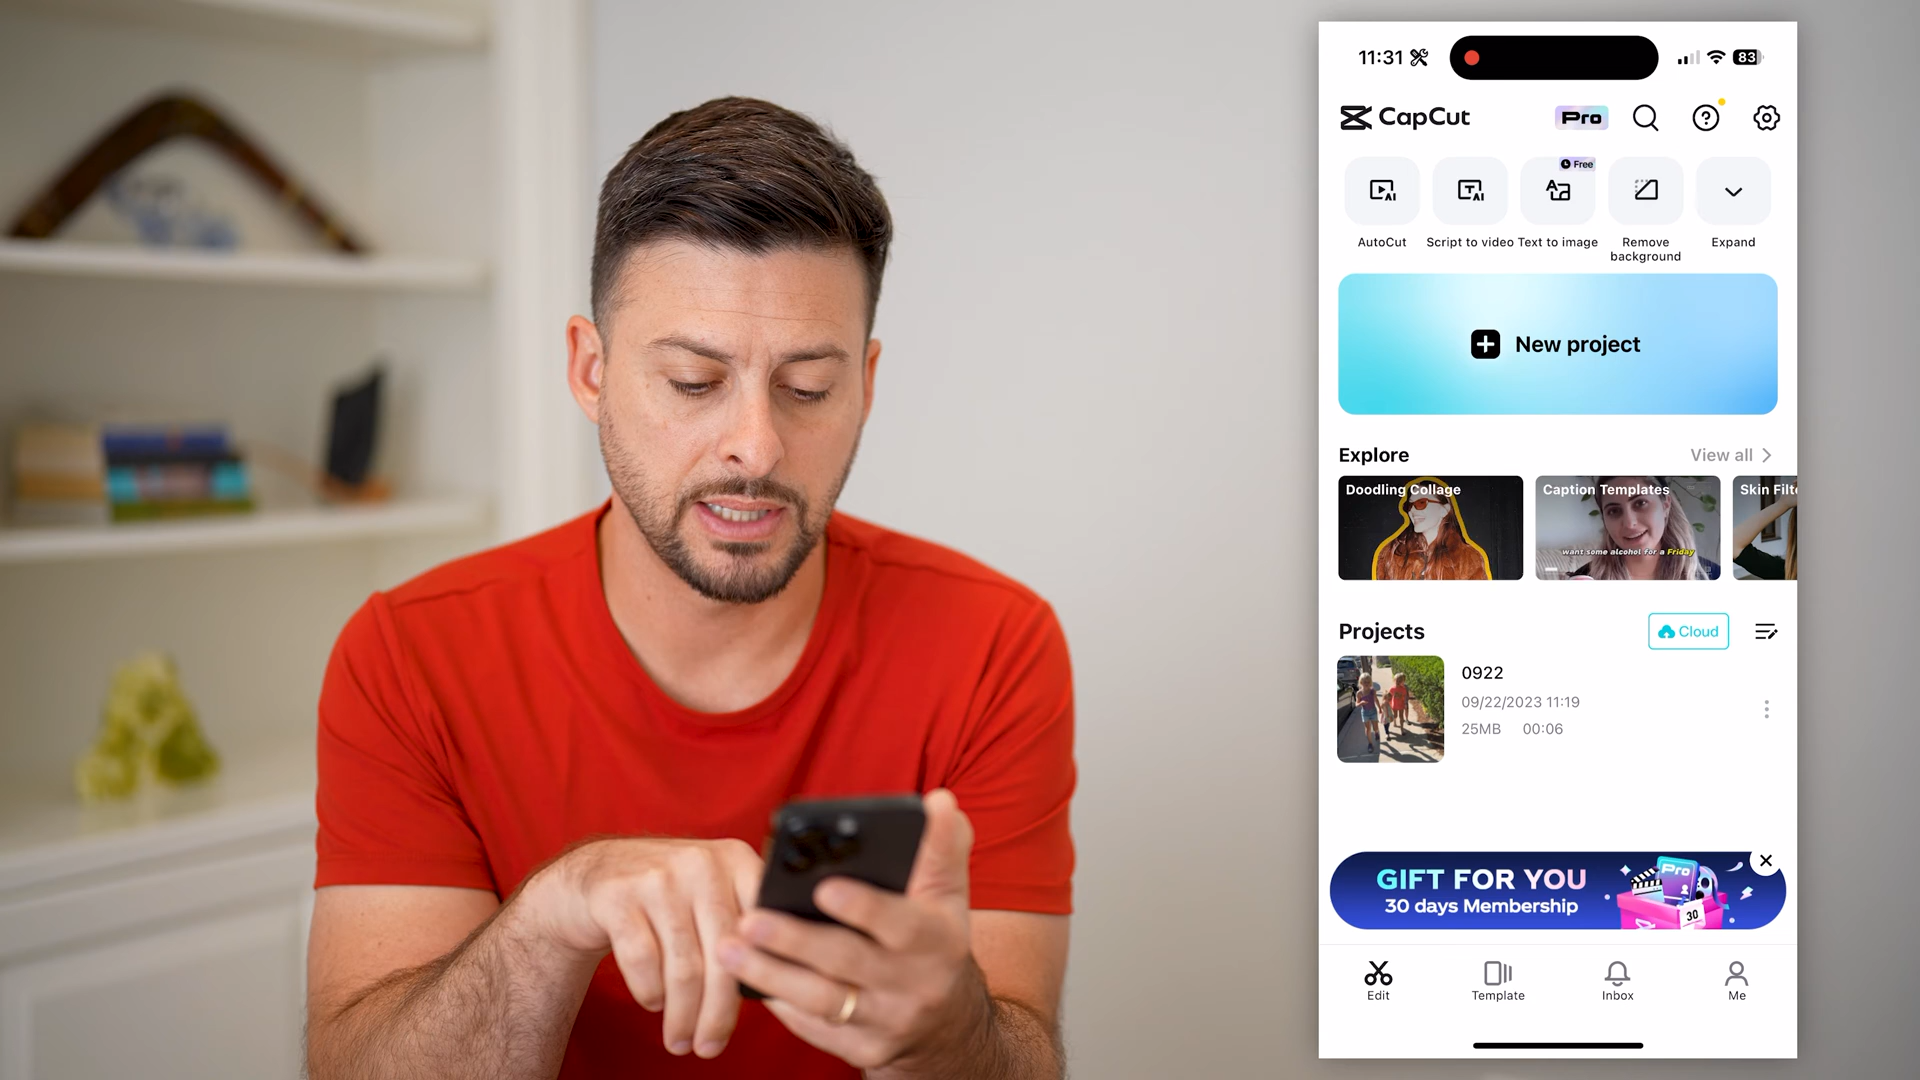 11:31
83
CapCut
Pro
Free
AutoCut
Script to video
Text to image
Remove
background
Expand
New project
Explore
View all
Doodling Collage
Caption Templates
Skin Filt
want some alcohol for a Friday
Projects
Cloud
0922
09/22/2023 11:19
25MB 00:06
GIFT FOR YOU
30 days Membership
Pro
30
Edit
Template
Inbox
Me